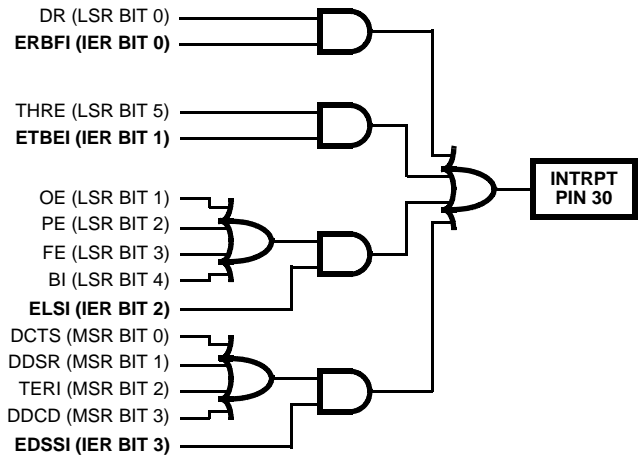 DR (LSR BIT 0)
ERBFI (IER BIT 0)
THRE (LSR BIT 5)
ETBEI (IER BIT 1)
OE (LSR BIT 1)
PE (LSR BIT 2)
FE (LSR BIT 3)
BI (LSR BIT 4)
ELSI (IER BIT 2)
DCTS (MSR BIT 0)
DDSR (MSR BIT 1)
TERI (MSR BIT 2)
DDCD (MSR BIT 3)
EDSSI (IER BIT 3)
INTRPT
PIN 30